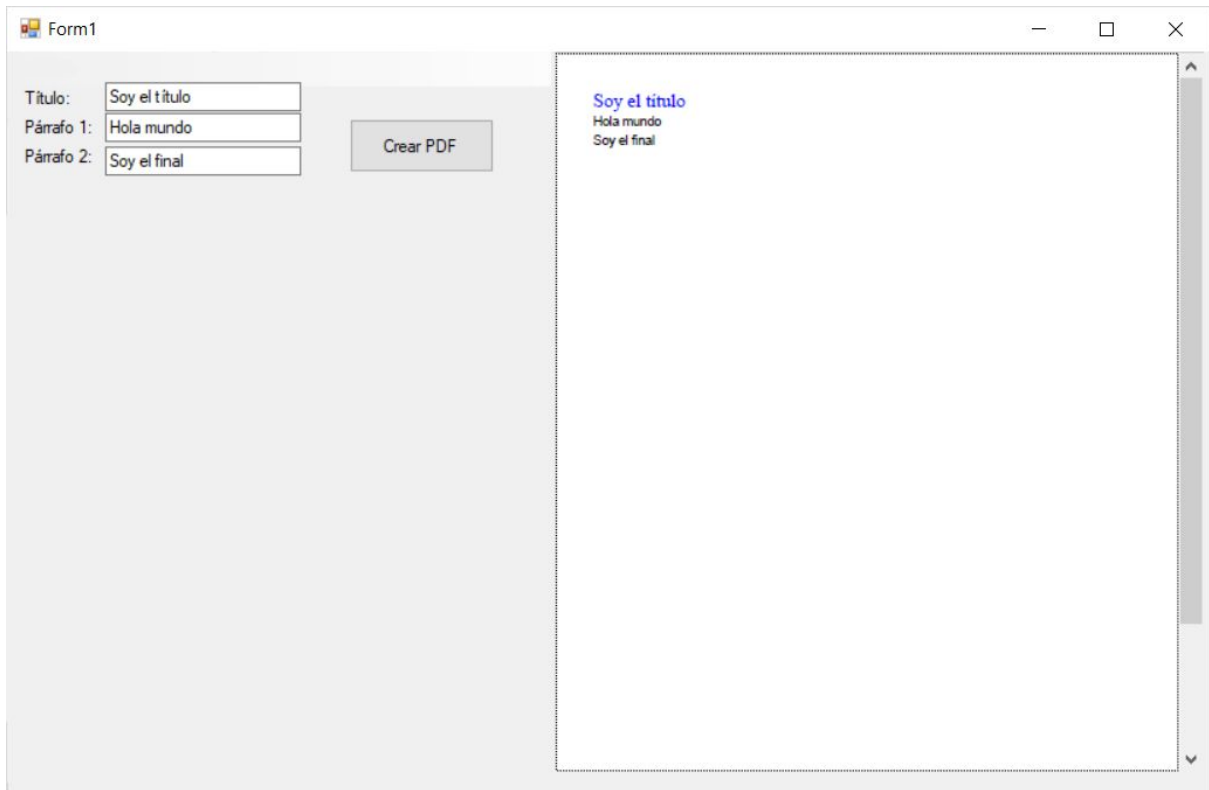 Form1
Título: Soy el título
Párrafo 1: Hola mundo
Párrafo 2: Soy el final
Crear PDF
Soy el título
Hola mundo
Soy el final